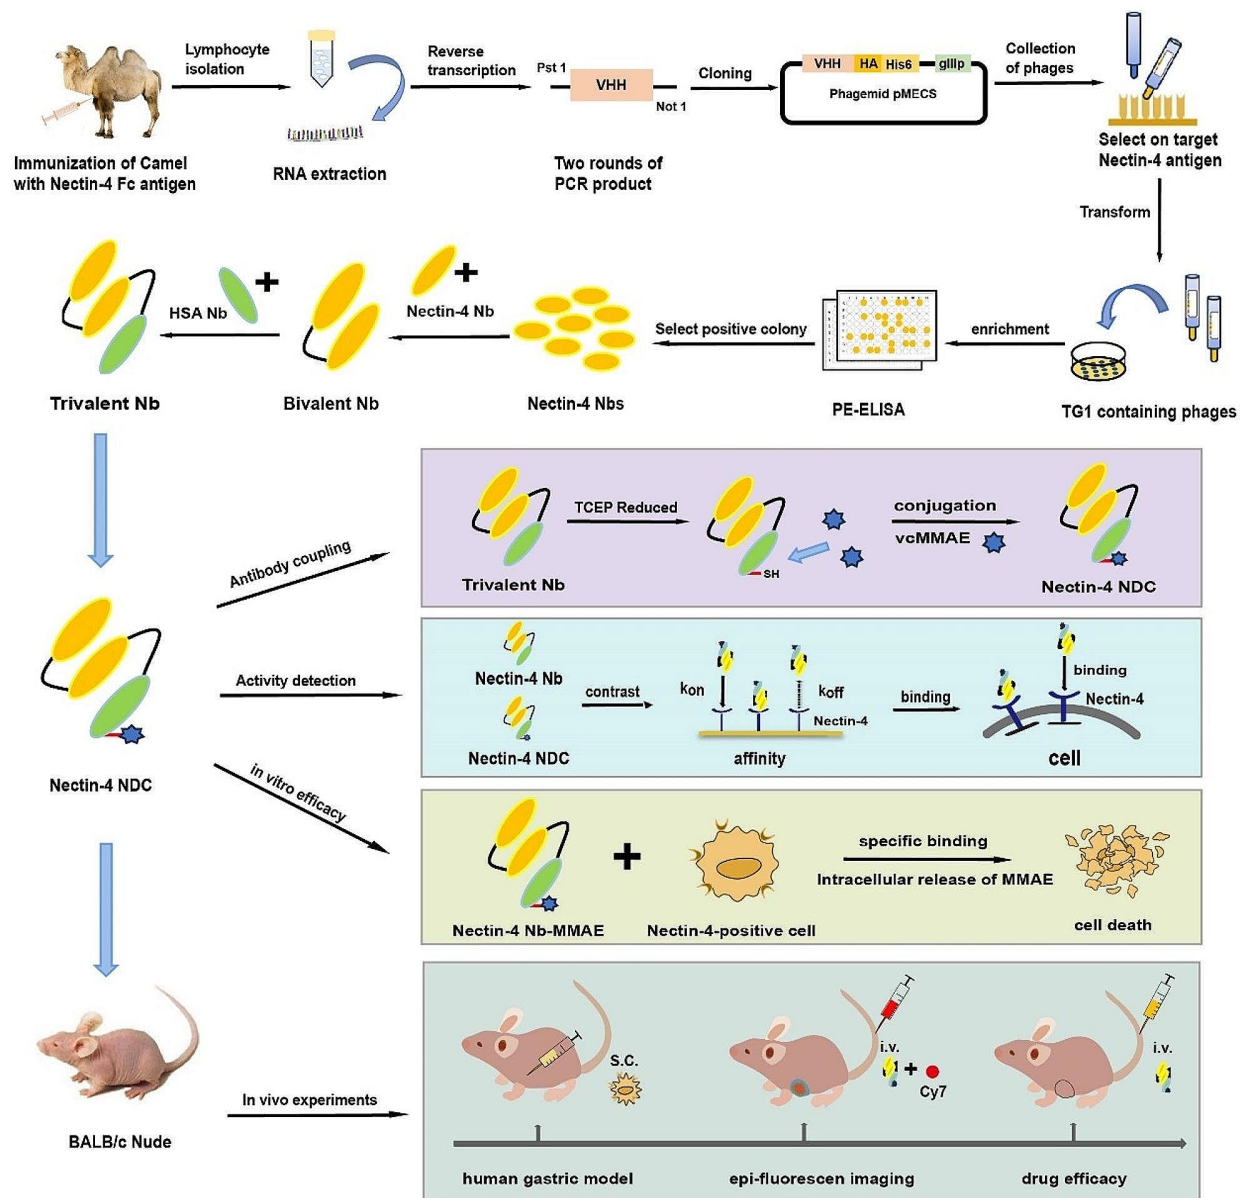 Lymphocyte
isolation
Reverse
transcription
Pst 1
VHH
Not 1
Cloning
VHH
HA
His6
gIIIp
Phagemid pMECS
Collection
of phages
Immunization of Camel
with Nectin-4 Fc antigen
RNA extraction
Two rounds of
PCR product
Select on target
Nectin-4 antigen
Transform
HSA Nb
+
Nectin-4 Nb
+
Select positive colony
enrichment
Trivalent Nb
Bivalent Nb
Nectin-4 Nbs
PE-ELISA
TG1 containing phages
Antibody coupling
Trivalent Nb
TCEP Reduced
SH
conjugation
vcMMAE
Nectin-4 NDC
Nectin-4 NDC
Activity detection
Nectin-4 Nb
Nectin-4 NDC
contrast
kon
koff
Nectin-4
affinity
binding
binding
Nectin-4
cell
in vitro efficacy
+
specific binding
Intracellular release of MMAE
Nectin-4 Nb-MMAE
Nectin-4-positive cell
cell death
BALB/c Nude
In vivo experiments
S.C.
i.v.
+
Cy7
i.v.
human gastric model
epi-fluorescen imaging
drug efficacy